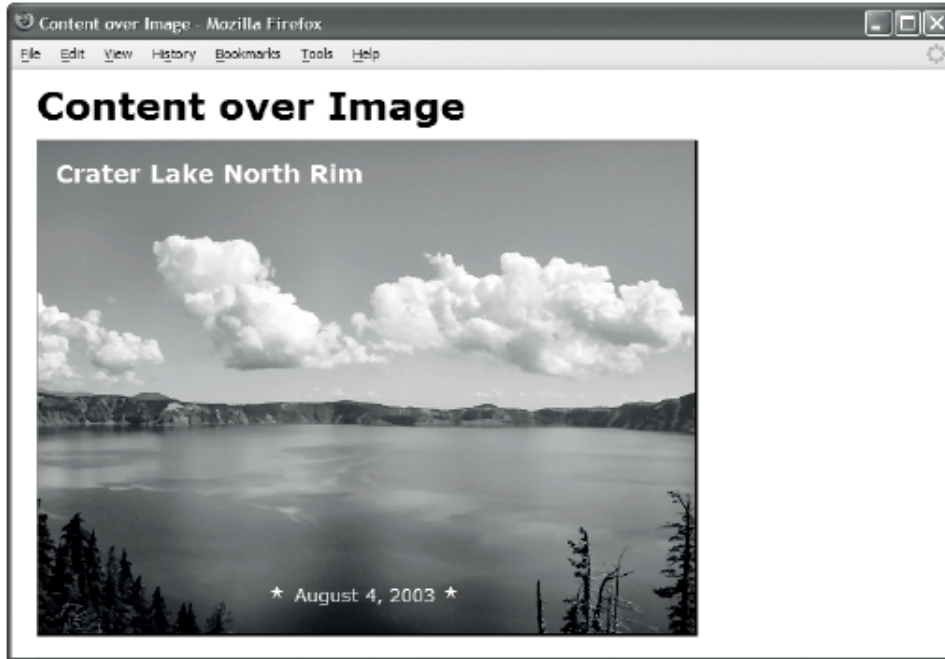 Content over Image - Mozilla Firefox
File Edit View History Bookmarks Tools Help
Content over Image
Crater Lake North Rim
* August 4, 2003 *